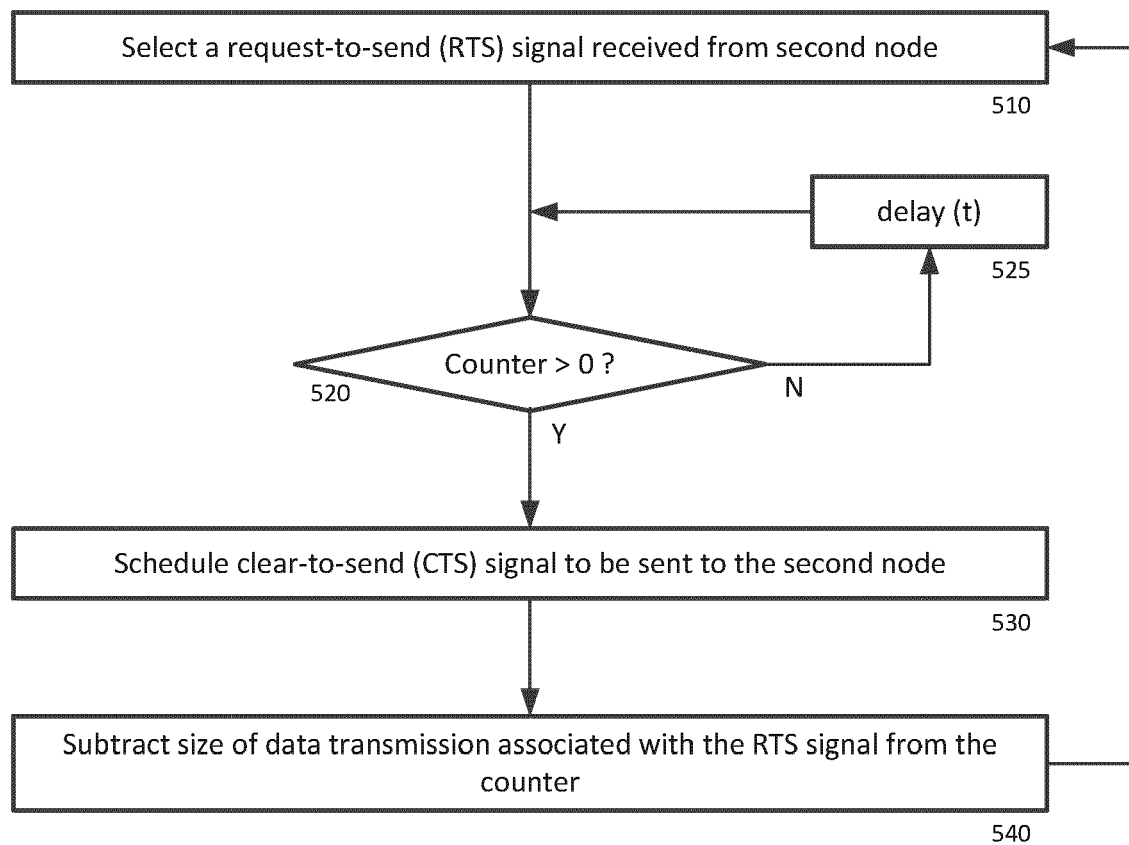 Select a request-to-send (RTS) signal received from second node
510
delay (t)
525
Counter > 0 ?
520
N
Y
Schedule clear-to-send (CTS) signal to be sent to the second node
530
Subtract size of data transmission associated with the RTS signal from the
counter
540